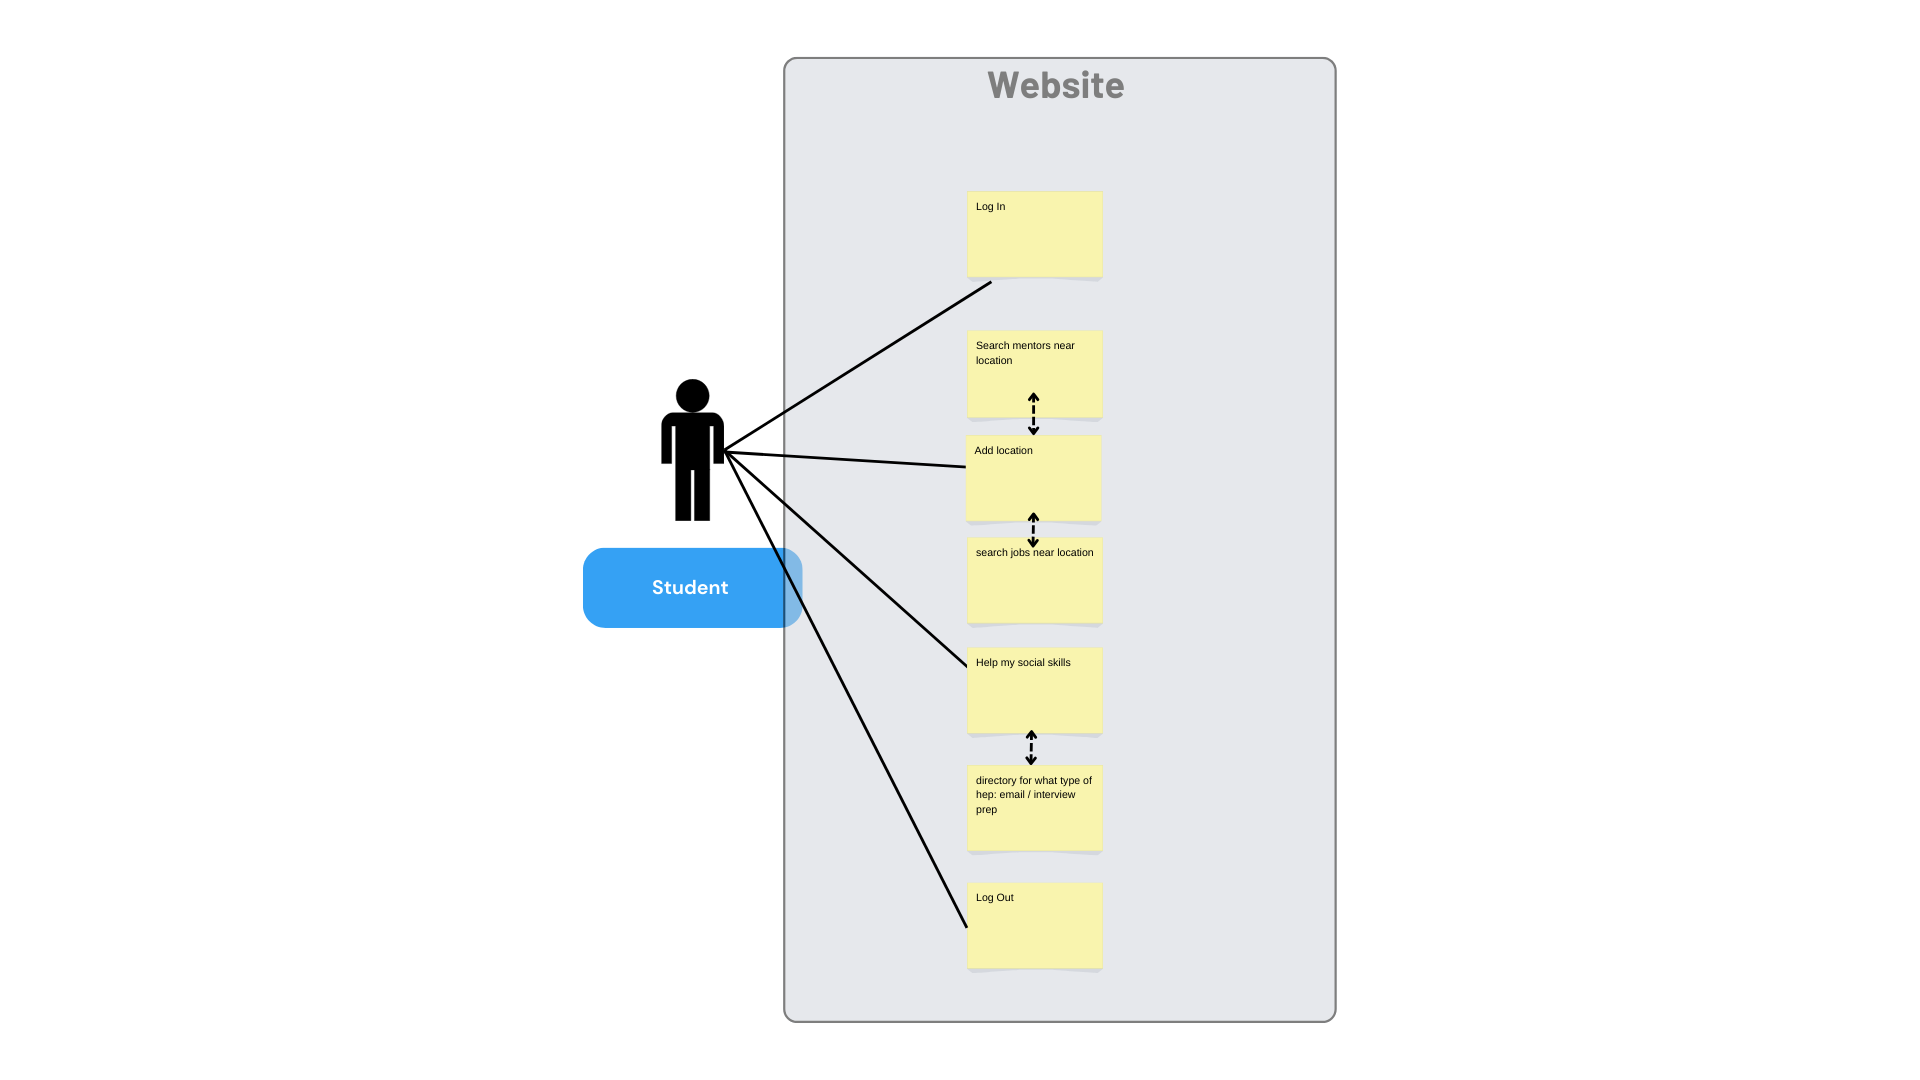 Website
Log In
Search mentors near
location
Add location
search jobs near location
Student
Help my social skills
directory for what type of
hep: email / interview
prep
Log Out